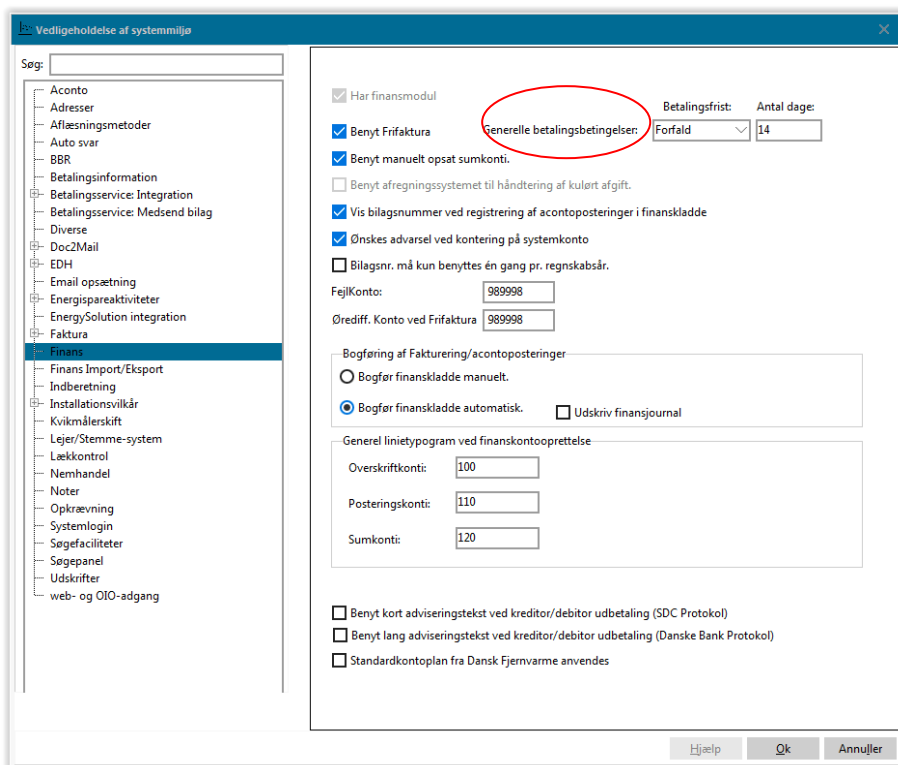 Vedligeholdelse af systemmiljø
Søg:
Aconto
Adresser
Aflæsningsmetoder
Auto svar
BBR
Betalingsinformation
Betalingsservice: Integration
Betalingsservice: Medsend bilag
Diverse
Doc2Mail
EDH
Email opsætning
Energispareaktiviteter
EnergySolution integration
Faktura
Finans
Finans Import/Eksport
Indberetning
Installationsvilkår
Kvikmålerskift
Lejer/Stemme-system
Lækkontrol
Nemhandel
Noter
Opkrævning
Systemlogin
Søgefaciliteter
Søgepanel
Udskrifter
web- og OIO-adgang
Har finansmodul
Betalingsfrist: Antal dage:
Benyt Frifaktura Generelle betalingsbetingelser: Forfald 14
Benyt manuelt opsat sumkonti.
Benyt afregningssystemet til håndtering af kulørt afgift.
Vis bilagsnummer ved registrering af acontoposteringer i finanskladde
Ønskes advarsel ved kontering på systemkonto
Bilagsnr. må kun benyttes én gang pr. regnskabsår.
FejlKonto: 989998
Ørediff. Konto ved Frifaktura 989998
Bogføring af Fakturering/acontoposteringer
Bogfør finanskladde manuelt.
Bogfør finanskladde automatisk. Udskriv finansjournal
Generel linietypogram ved finanskontooprettelse
Overskriftkonti: 100
Posteringskonti: 110
Sumkonti: 120
Benyt kort adviseringstekst ved kreditor/debitor udbetaling (SDC Protokol)
Benyt lang adviseringstekst ved kreditor/debitor udbetaling (Danske Bank Protokol)
Standardkontoplan fra Dansk Fjernvarme anvendes
Hjælp Ok Annuller